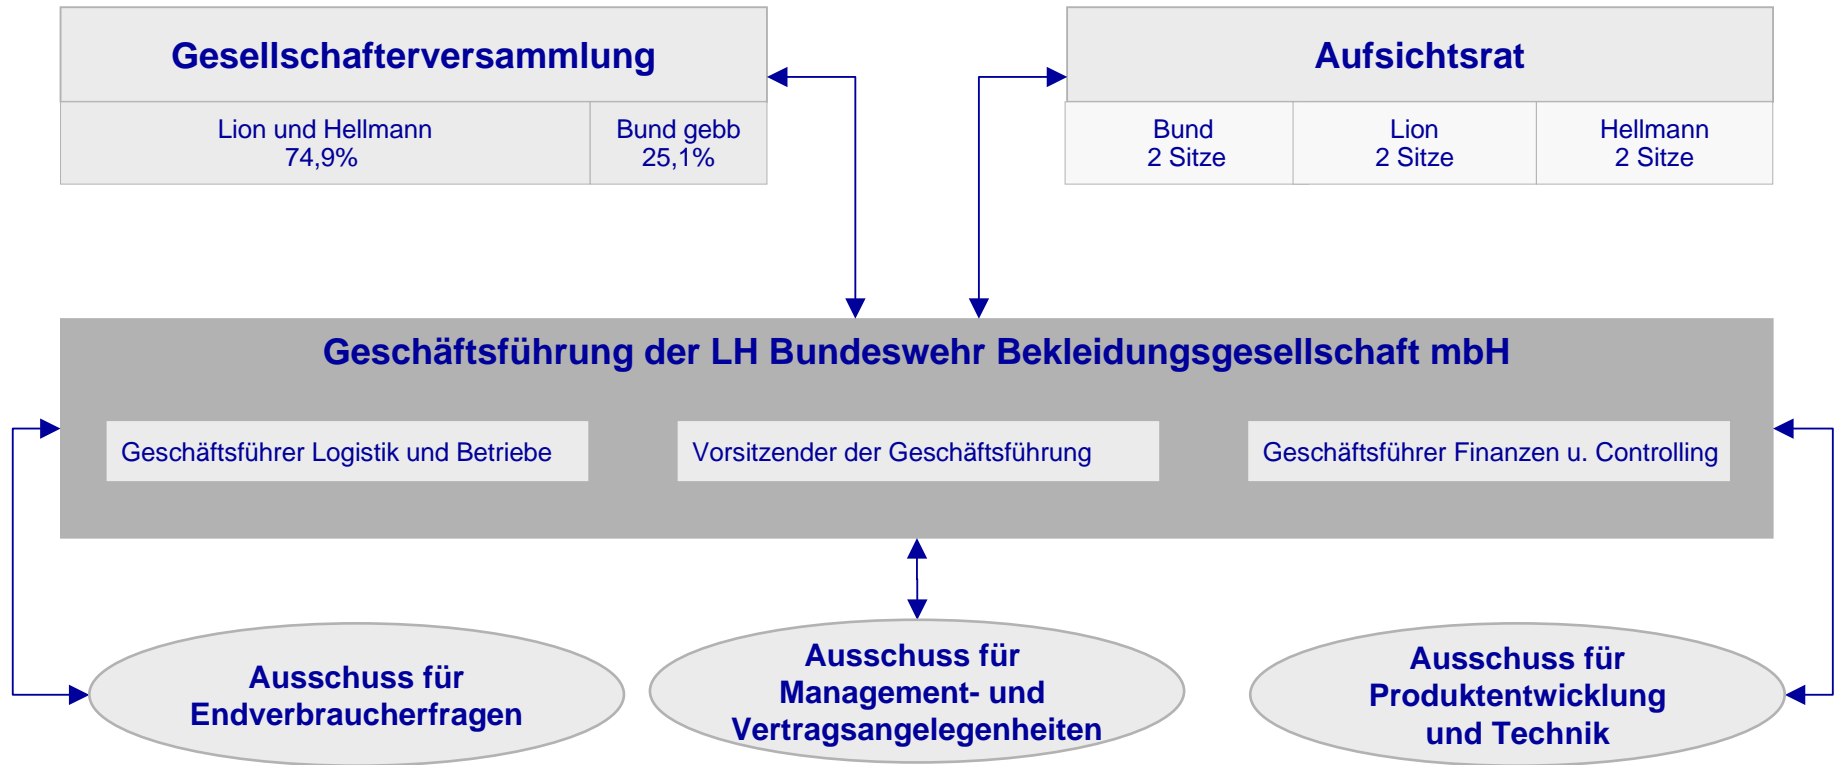 Gesellschafterversammlung
Lion und Hellmann
74,9%
Bund gebb
25,1%
Aufsichtsrat
Bund
2 Sitze
Lion
2 Sitze
Hellmann
2 Sitze
Geschäftsführung der LH Bundeswehr Bekleidungsgesellschaft mbH
Geschäftsführer Logistik und Betriebe
Vorsitzender der Geschäftsführung
Geschäftsführer Finanzen u. Controlling
Ausschuss für
Endverbraucherfragen
Ausschuss für
Management- und
Vertragsangelegenheiten
Ausschuss für
Produktentwicklung
und Technik